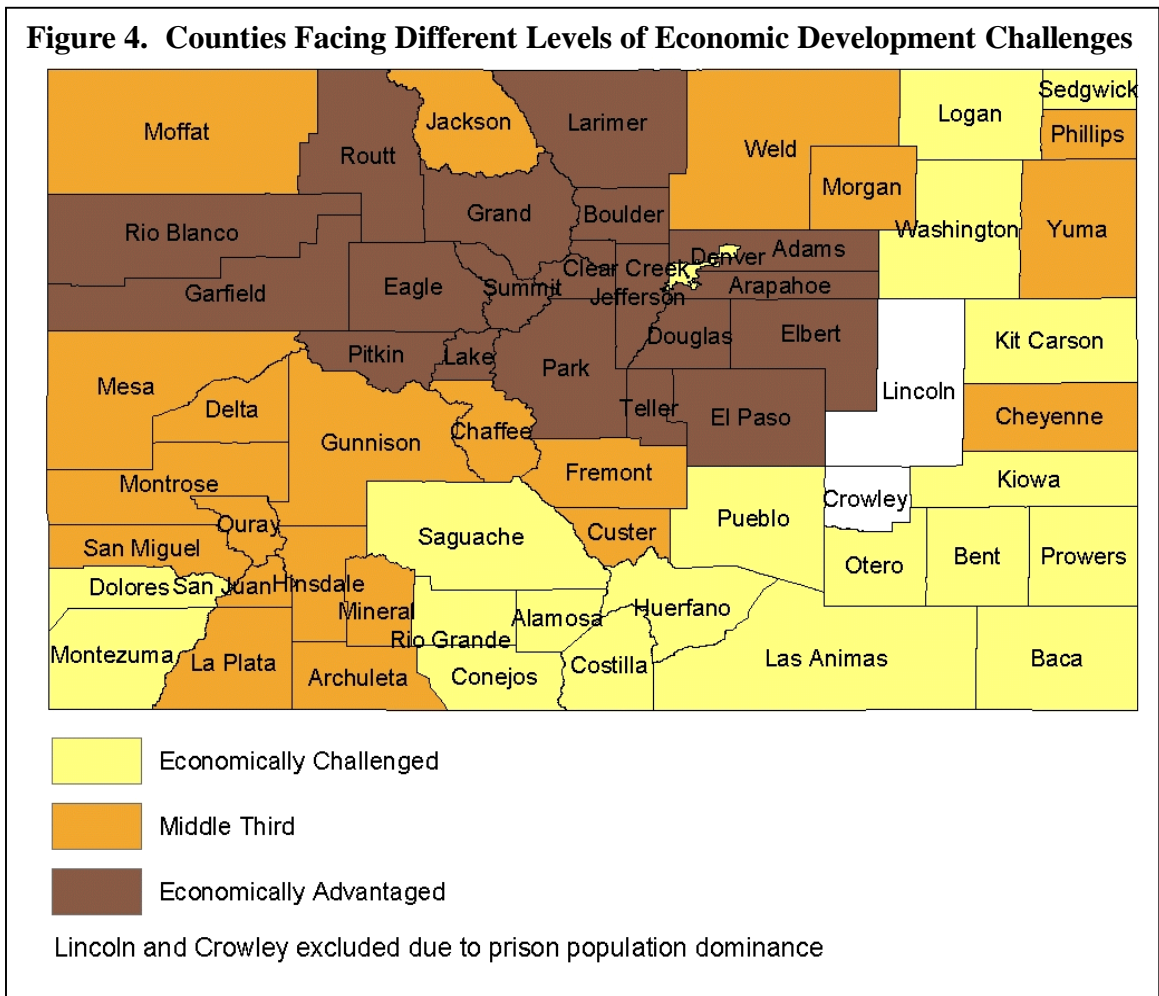 Figure 4. Counties Facing Different Levels of Economic Development Challenges
Sedgwick
Logan
Jackson
Larimer
Moffat
Phillips
Weld
Routt
Morgan
Grand
Boulder
Washington
Yuma
Rio Blanco
Denver
Adams
Clear Creek
Eagle
Summit
Arapahoe
Garfield
Jefferson
Douglas
Elbert
Kit Carson
Pitkin
Lake
Park
Mesa
Lincoln
Delta
Teller
El Paso
Cheyenne
Chaffee
Gunnison
Fremont
Kiowa
Montrose
Crowley
Pueblo
Ouray
Custer
Saguache
San Miguel
Otero
Bent
Prowers
Dolores
San Juan
Hinsdale
Mineral
Huerfano
Alamosa
Rio Grande
Montezuma
La Plata
Costilla
Las Animas
Baca
Archuleta
Conejos
Economically Challenged
Middle Third
Economically Advantaged
Lincoln and Crowley excluded due to prison population dominance